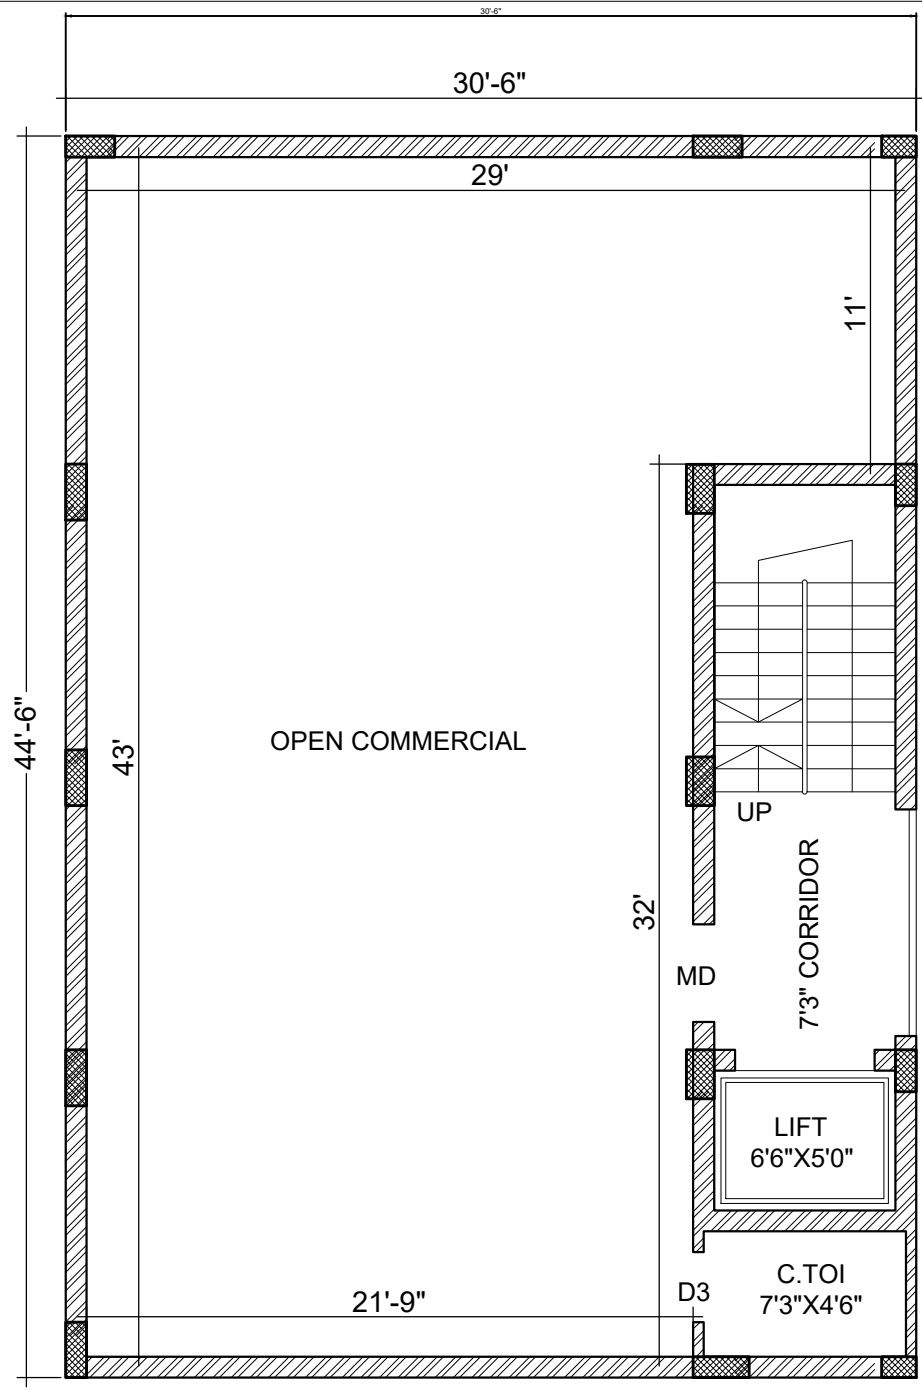 30'-6"
30'-6"
29'
11'
44'-6"
43'
OPEN COMMERCIAL
UP
7'3" CORRIDOR
32'
MD
LIFT
6'6"X5'0"
C.TOI
7'3"X4'6"
D3
21'-9"